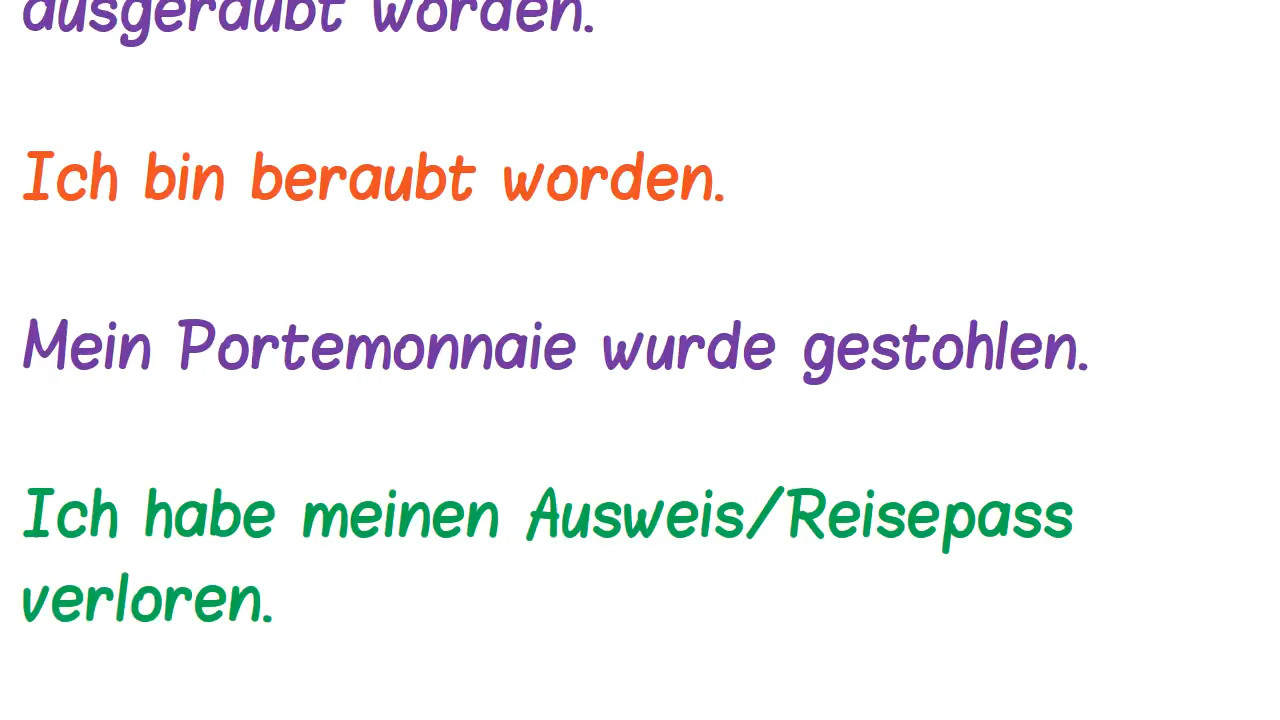 ausgeraubt worden.
Ich bin beraubt worden.
Mein Portemonnaie wurde gestohlen.
Ich habe meinen Ausweis/Reisepass
verloren.